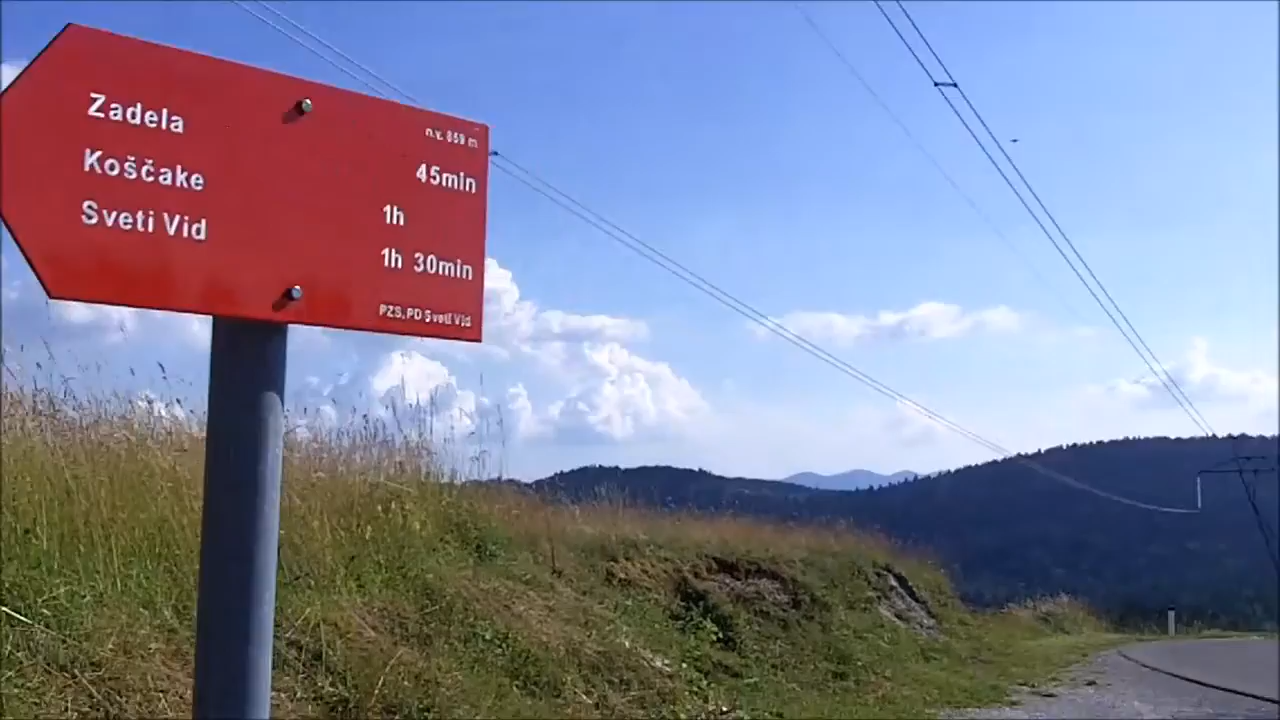 n.v. 859 m
Zadela 45min
Koščake 1h
Sveti Vid 1h 30min
PZS, PD Sveti Vid